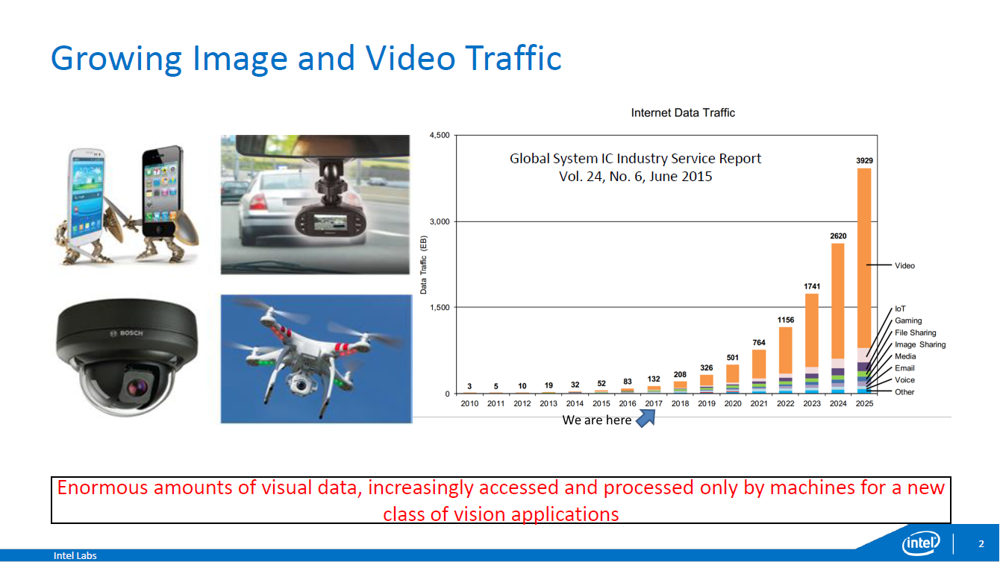 Growing Image and Video Traffic
Internet Data Traffic
Global System IC Industry Service Report
Vol. 24, No. 6, June 2015
Data Traffic (EB)
4,500
3,000
1,500
0
3
5
10
19
32
52
83
132
208
326
501
764
1156
1741
2620
3929
2010 2011 2012 2013 2014 2015 2016 2017 2018 2019 2020 2021 2022 2023 2024 2025
Video
IoT
Gaming
File Sharing
Image Sharing
Media
Email
Voice
Other
We are here
BOSCH
Enormous amounts of visual data, increasingly accessed and processed only by machines for a new
class of vision applications
Intel Labs
intel
2